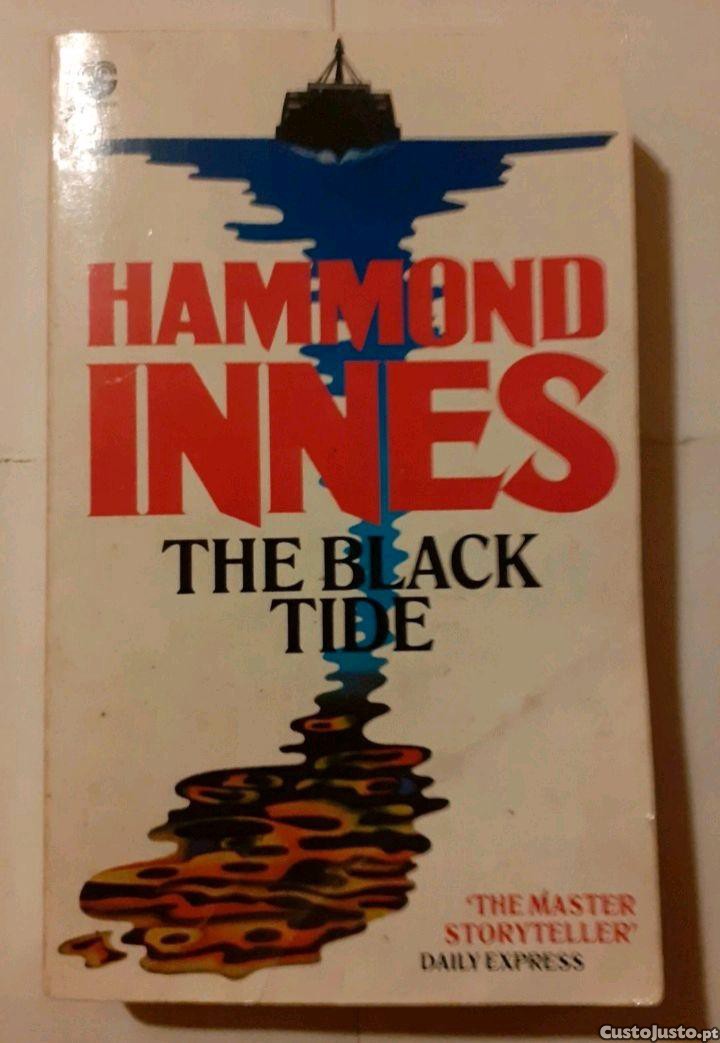 HAMMOND
INNES
THE BLACK
TIDE
'THE MASTER
STORYTELLER'
DAILY EXPRESS
CustoJusto.pt